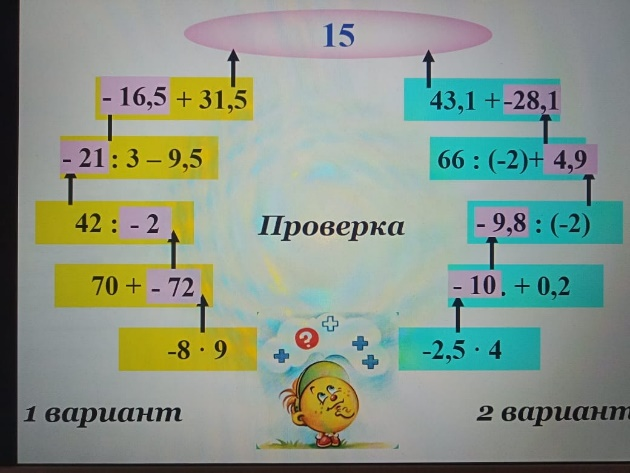 15
- 16,5 + 31,5
43,1 + -28,1
- 21 : 3 – 9,5
66 : (-2)+ 4,9
42 : - 2
Проверка
- 9,8 : (-2)
70 + - 72
- 10. + 0,2
?
-8 · 9
-2,5 · 4
1 вариант
2 вариант